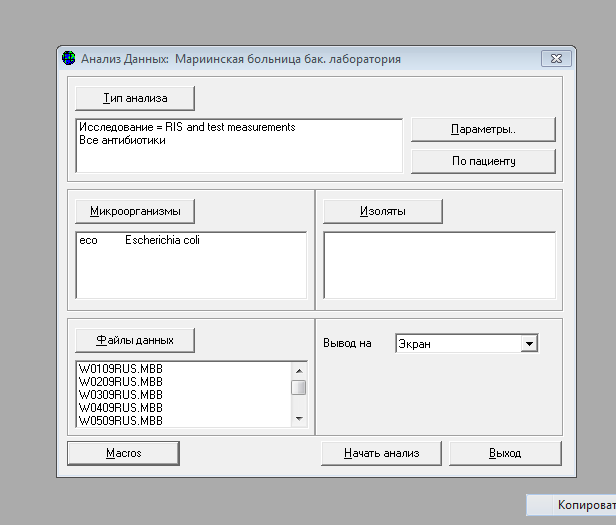 Анализ Данных: Мариинская больница бак. лаборатория
Тип анализа
Исследование = RIS and test measurements
Все антибиотики
Параметры..
По пациенту
Микроорганизмы
Изоляты
eco Escherichia coli
Файлы данных
Вывод на
Экран
W0109RUS.MBB
W0209RUS.MBB
W0309RUS.MBB
W0409RUS.MBB
W0509RUS.MBB
Macros
Начать анализ
Выход
Копироват